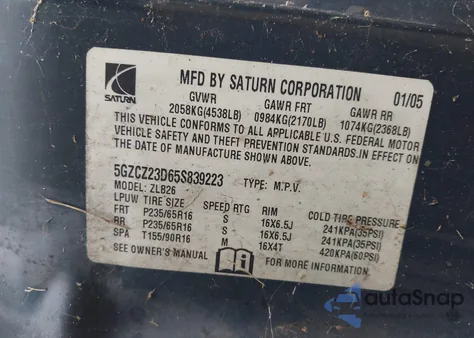 SATURN
MFD BY SATURN CORPORATION 01/05
GVWR GAWR FRT GAWR RR
2058KG(4538LB) 0984KG(2170LB) 1074KG(2368LB)
THIS VEHICLE CONFORMS TO ALL APPLICABLE U.S. FEDERAL MOTOR
VEHICLE SAFETY AND THEFT PREVENTION STANDARDS IN EFFECT ON
THE DATE OF MANUFACTURE SHOWN ABOVE.
5GZCZ23D65S839223 TYPE: M.P.V.
MODEL: ZLB26
LPUW TIRE SIZE SPEED RTG RIM COLD TIRE PRESSURE
FRT P235/65R16 S 16X6.5J 241KPA(35PSI)
RR P235/65R16 S 16X6.5J 241KPA(35PSI)
SPA T155/90R16 M 16X4T 420KPA(60PSI)
SEE OWNER'S MANUAL
autaSnap